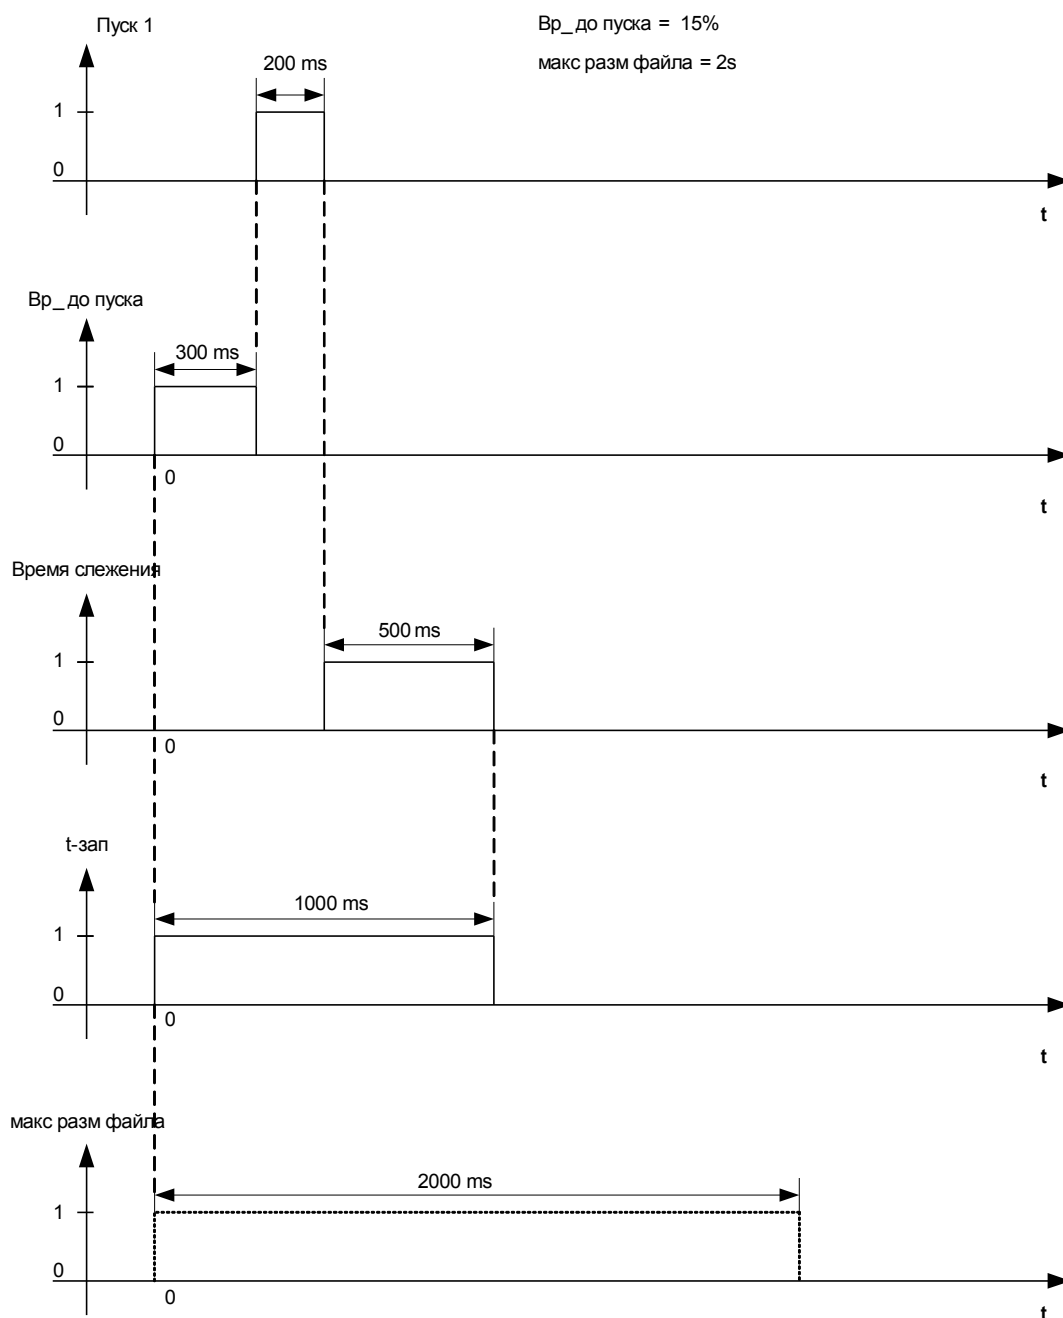 Пуск 1
Вр_до пуска = 15%
макс разм файла = 2s
200 ms
1
0
t
Вр_до пуска
300 ms
1
0
0
t
Время слежения
500 ms
1
0
0
t
t-зап
1000 ms
1
0
0
t
макс разм файла
2000 ms
1
0
0
t